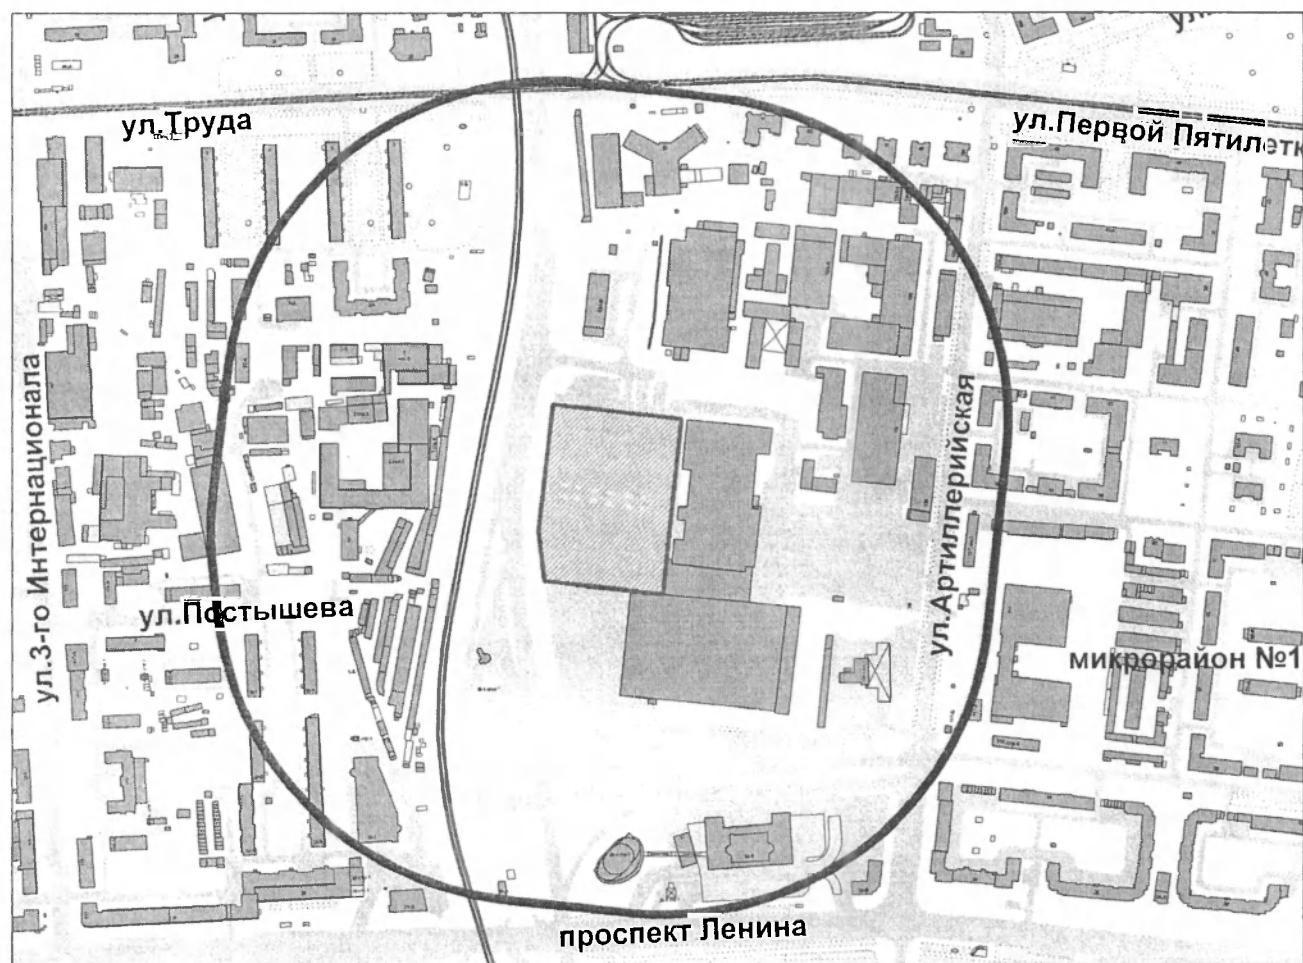 ул.Труда
ул.Первой Пятилетк
ул.3-го Интернационала
ул.Артиллерийская
ул.Постышева
микрорайон №1
проспект Ленина